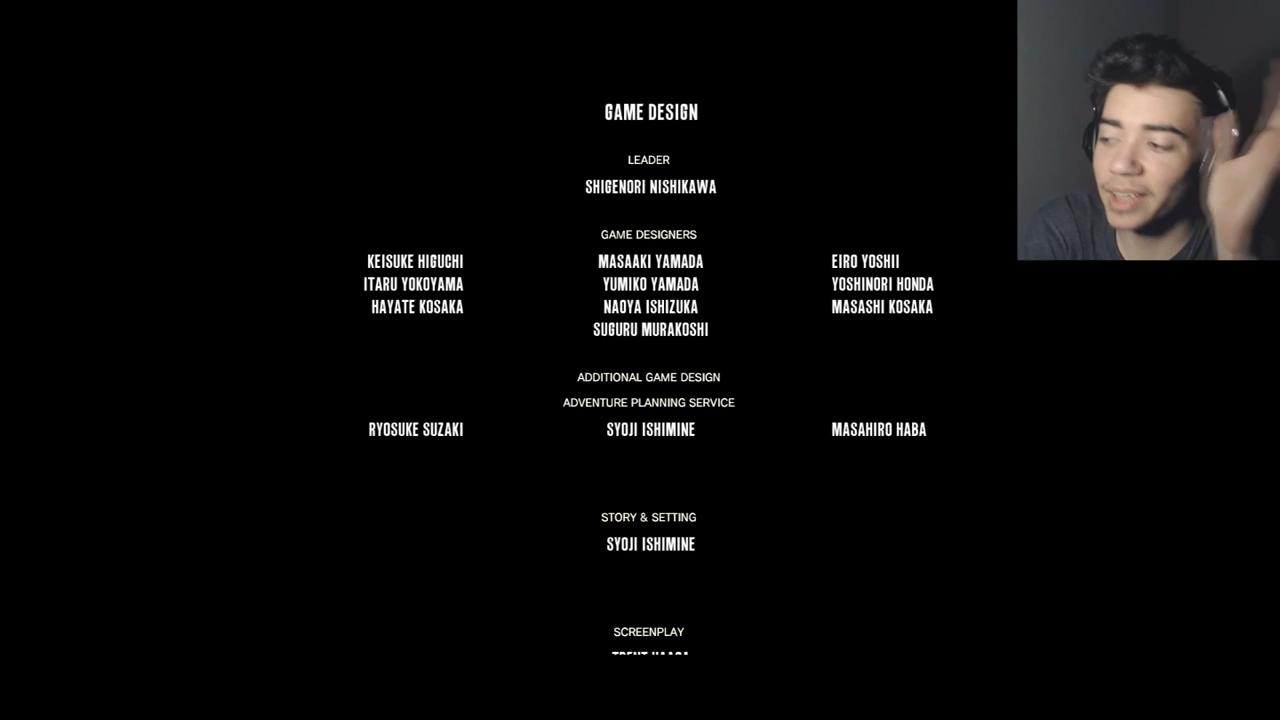 GAME DESIGN
LEADER
SHIGENORI NISHIKAWA
GAME DESIGNERS
KEISUKE HIGUCHI MASAAKI YAMADA EIRO YOSHII
ITARU YOKOYAMA YUMIKO YAMADA YOSHINORI HONDA
HAYATE KOSAKA NAOYA ISHIZUKA MASASHI KOSAKA
SUGURU MURAKOSHI
ADDITIONAL GAME DESIGN
ADVENTURE PLANNING SERVICE
RYOSUKE SUZAKI SYOJI ISHIMINE MASAHIRO HABA
STORY & SETTING
SYOJI ISHIMINE
SCREENPLAY